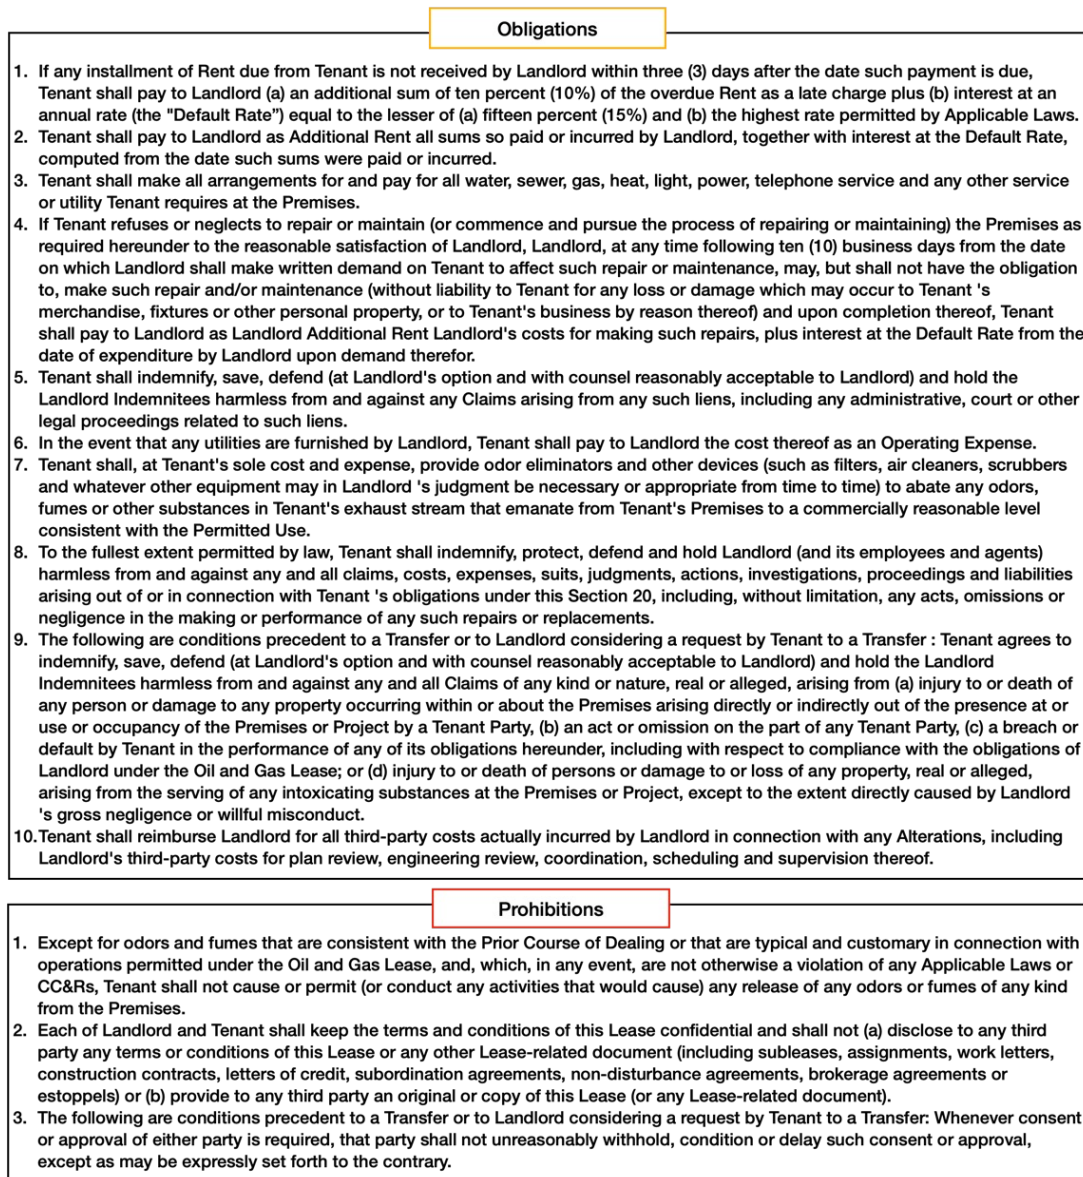 Obligations
1. If any installment of Rent due from Tenant is not received by Landlord within three (3) days after the date such payment is due,
Tenant shall pay to Landlord (a) an additional sum of ten percent (10%) of the overdue Rent as a late charge plus (b) interest at an
annual rate (the "Default Rate") equal to the lesser of (a) fifteen percent (15%) and (b) the highest rate permitted by Applicable Laws.
2. Tenant shall pay to Landlord as Additional Rent all sums so paid or incurred by Landlord, together with interest at the Default Rate,
computed from the date such sums were paid or incurred.
3. Tenant shall make all arrangements for and pay for all water, sewer, gas, heat, light, power, telephone service and any other service
or utility Tenant requires at the Premises.
4. If Tenant refuses or neglects to repair or maintain (or commence and pursue the process of repairing or maintaining) the Premises as
required hereunder to the reasonable satisfaction of Landlord, Landlord, at any time following ten (10) business days from the date
on which Landlord shall make written demand on Tenant to affect such repair or maintenance, may, but shall not have the obligation
to, make such repair and/or maintenance (without liability to Tenant for any loss or damage which may occur to Tenant 's
merchandise, fixtures or other personal property, or to Tenant's business by reason thereof) and upon completion thereof, Tenant
shall pay to Landlord as Landlord Additional Rent Landlord's costs for making such repairs, plus interest at the Default Rate from the
date of expenditure by Landlord upon demand therefor.
5. Tenant shall indemnify, save, defend (at Landlord's option and with counsel reasonably acceptable to Landlord) and hold the
Landlord Indemnitees harmless from and against any Claims arising from any such liens, including any administrative, court or other
legal proceedings related to such liens.
6. In the event that any utilities are furnished by Landlord, Tenant shall pay to Landlord the cost thereof as an Operating Expense.
7. Tenant shall, at Tenant's sole cost and expense, provide odor eliminators and other devices (such as filters, air cleaners, scrubbers
and whatever other equipment may in Landlord 's judgment be necessary or appropriate from time to time) to abate any odors,
fumes or other substances in Tenant's exhaust stream that emanate from Tenant's Premises to a commercially reasonable level
consistent with the Permitted Use.
8. To the fullest extent permitted by law, Tenant shall indemnify, protect, defend and hold Landlord (and its employees and agents)
harmless from and against any and all claims, costs, expenses, suits, judgments, actions, investigations, proceedings and liabilities
arising out of or in connection with Tenant 's obligations under this Section 20, including, without limitation, any acts, omissions or
negligence in the making or performance of any such repairs or replacements.
9. The following are conditions precedent to a Transfer or to Landlord considering a request by Tenant to a Transfer : Tenant agrees to
indemnify, save, defend (at Landlord's option and with counsel reasonably acceptable to Landlord) and hold the Landlord
Indemnitees harmless from and against any and all Claims of any kind or nature, real or alleged, arising from (a) injury to or death of
any person or damage to any property occurring within or about the Premises arising directly or indirectly out of the presence at or
use or occupancy of the Premises or Project by a Tenant Party, (b) an act or omission on the part of any Tenant Party, (c) a breach or
default by Tenant in the performance of any of its obligations hereunder, including with respect to compliance with the obligations of
Landlord under the Oil and Gas Lease; or (d) injury to or death of persons or damage to or loss of any property, real or alleged,
arising from the serving of any intoxicating substances at the Premises or Project, except to the extent directly caused by Landlord
's gross negligence or willful misconduct.
10. Tenant shall reimburse Landlord for all third-party costs actually incurred by Landlord in connection with any Alterations, including
Landlord's third-party costs for plan review, engineering review, coordination, scheduling and supervision thereof.
Prohibitions
1. Except for odors and fumes that are consistent with the Prior Course of Dealing or that are typical and customary in connection with
operations permitted under the Oil and Gas Lease, and, which, in any event, are not otherwise a violation of any Applicable Laws or
CC&Rs, Tenant shall not cause or permit (or conduct any activities that would cause) any release of any odors or fumes of any kind
from the Premises.
2. Each of Landlord and Tenant shall keep the terms and conditions of this Lease confidential and shall not (a) disclose to any third
party any terms or conditions of this Lease or any other Lease-related document (including subleases, assignments, work letters,
construction contracts, letters of credit, subordination agreements, non-disturbance agreements, brokerage agreements or
estoppels) or (b) provide to any third party an original or copy of this Lease (or any Lease-related document).
3. The following are conditions precedent to a Transfer or to Landlord considering a request by Tenant to a Transfer: Whenever consent
or approval of either party is required, that party shall not unreasonably withhold, condition or delay such consent or approval,
except as may be expressly set forth to the contrary.